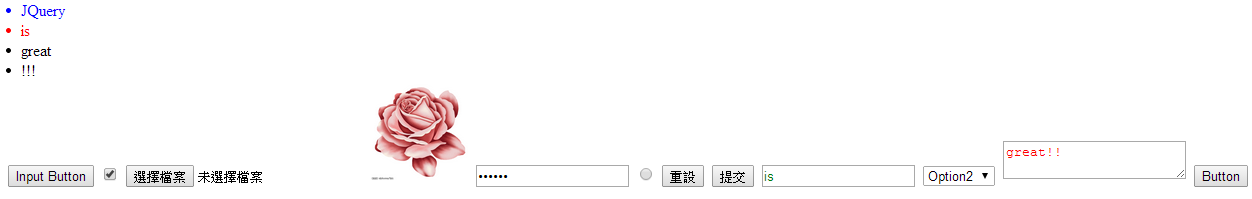 JQuery
is
great
!!!
great!!
Input Button 選擇檔案 未選擇檔案 •••••• 重設 提交 is Option2 Button